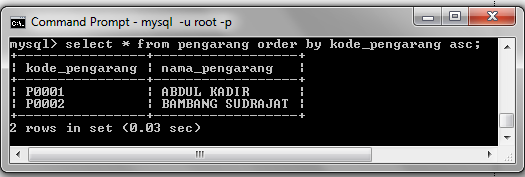 Command Prompt - mysql -u root -p
mysql> select * from pengarang order by kode_pengarang asc;
+----------------+------------------+
| kode_pengarang | nama_pengarang   |
+----------------+------------------+
| P0001          | ABDUL KADIR      |
| P0002          | BAMBANG SUDRAJAT |
+----------------+------------------+
2 rows in set (0.03 sec)